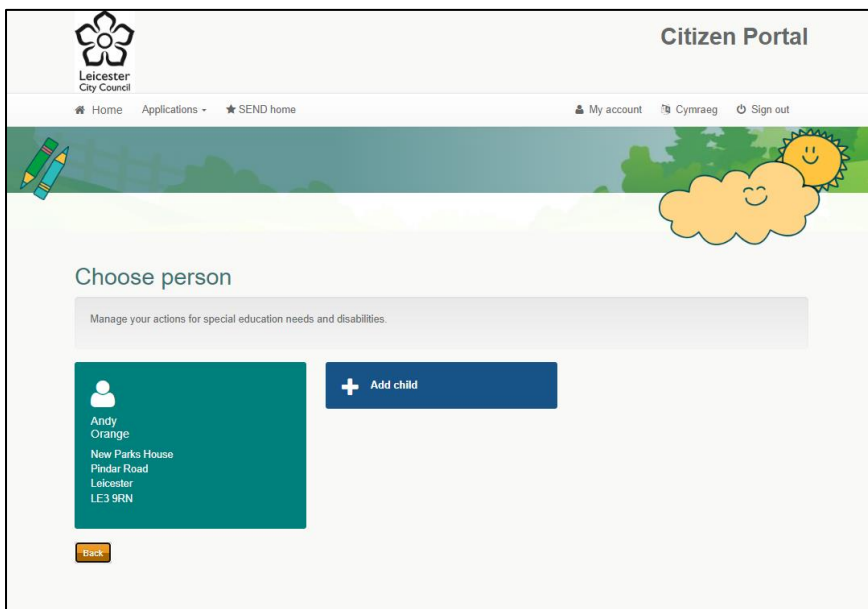 Leicester
City Council
Citizen Portal
Home Applications SEND home My account Cymraeg Sign out
Choose person
Manage your actions for special education needs and disabilities.
Andy
Orange
New Parks House
Pindar Road
Leicester
LE3 9RN
Add child
Back